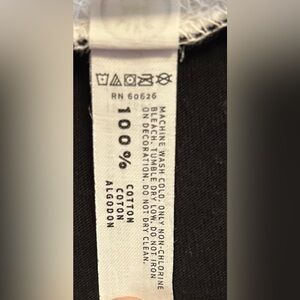 RN 60626
MACHINE WASH COLD. ONLY NON-CHLORINE
BLEACH. TUMBLE DRY LOW. DO NOT IRON
ON DECORATION. DO NOT DRY CLEAN.
100%
COTTON
COTON
ALGODON